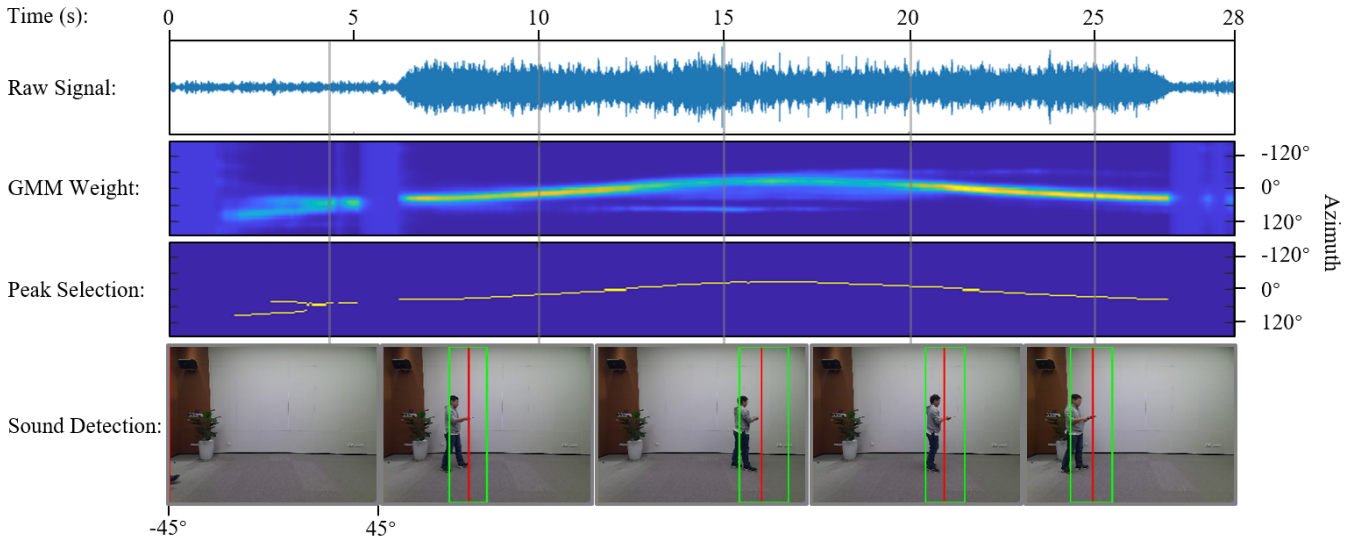 Time (s): 0 5 10 15 20 25 28
Raw Signal:
GMM Weight:
-120°
0°
120°
Azimuth
Peak Selection:
-120°
0°
120°
Sound Detection:
-45° 45°